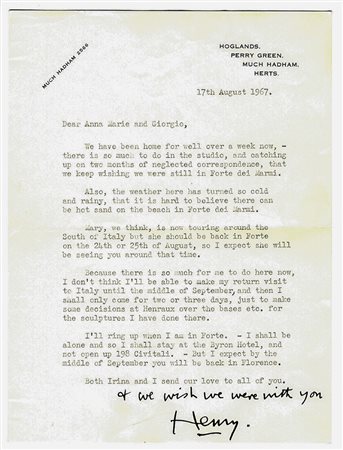 MUCH HADHAM 2566
HOGLANDS.
PERRY GREEN.
MUCH HADHAM.
HERTS.
17th August 1967.
Dear Anna Marie and Giorgio,
We have been home for well over a week now, -
there is so much to do in the studio, and catching
up on two months of neglected correspondence, that
we keep wishing we were still in Forte dei Marmi.
Also, the weather here has turned so cold
and rainy, that it is hard to believe there can
be hot sand on the beach in Forte dei Marmi.
Mary, we think, is now touring around the
South of Italy but she should be back in Forte
on the 24th or 25th of August, so I expect she will
be seeing you around that time.
Because there is so much for me to do here now,
I don't think I'll be able to make my return visit
to Italy until the middle of September, and then I
shall only come for two or three days, just to make
some decisions at Henraux over the bases etc. for
the sculptures I have done there.
I'll ring up when I am in Forte. - I shall be
alone and so I shall stay at the Byron Hotel, and
not open up 198 Civitali. - But I expect by the
middle of September you will be back in Florence.
Both Irina and I send our love to all of you.
& we wish we were with you
Henry.